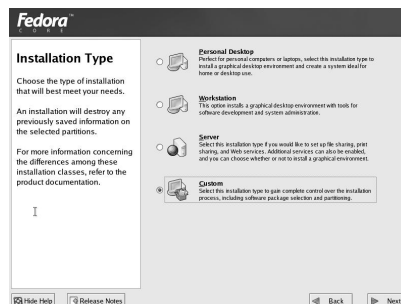 Fedora™
CORE
Installation Type
Choose the type of installation
that will best meet your needs.
An installation will destroy any
previously saved information on
the selected partitions.
For more information concerning
the differences among these
installation classes, refer to the
product documentation.
Personal Desktop
Perfect for personal computers or laptops, select this installation type to
install a graphical desktop environment and create a system ideal for
home or desktop use.
Workstation
This option installs a graphical desktop environment with tools for
software development and system administration.
Server
Select this installation type if you would like to set up file sharing, print
sharing, and Web services. Additional services can also be enabled,
and you can choose whether or not to install a graphical environment.
Custom
Select this installation type to gain complete control over the installation
process, including software package selection and partitioning.
Hide Help
Release Notes
Back
Next